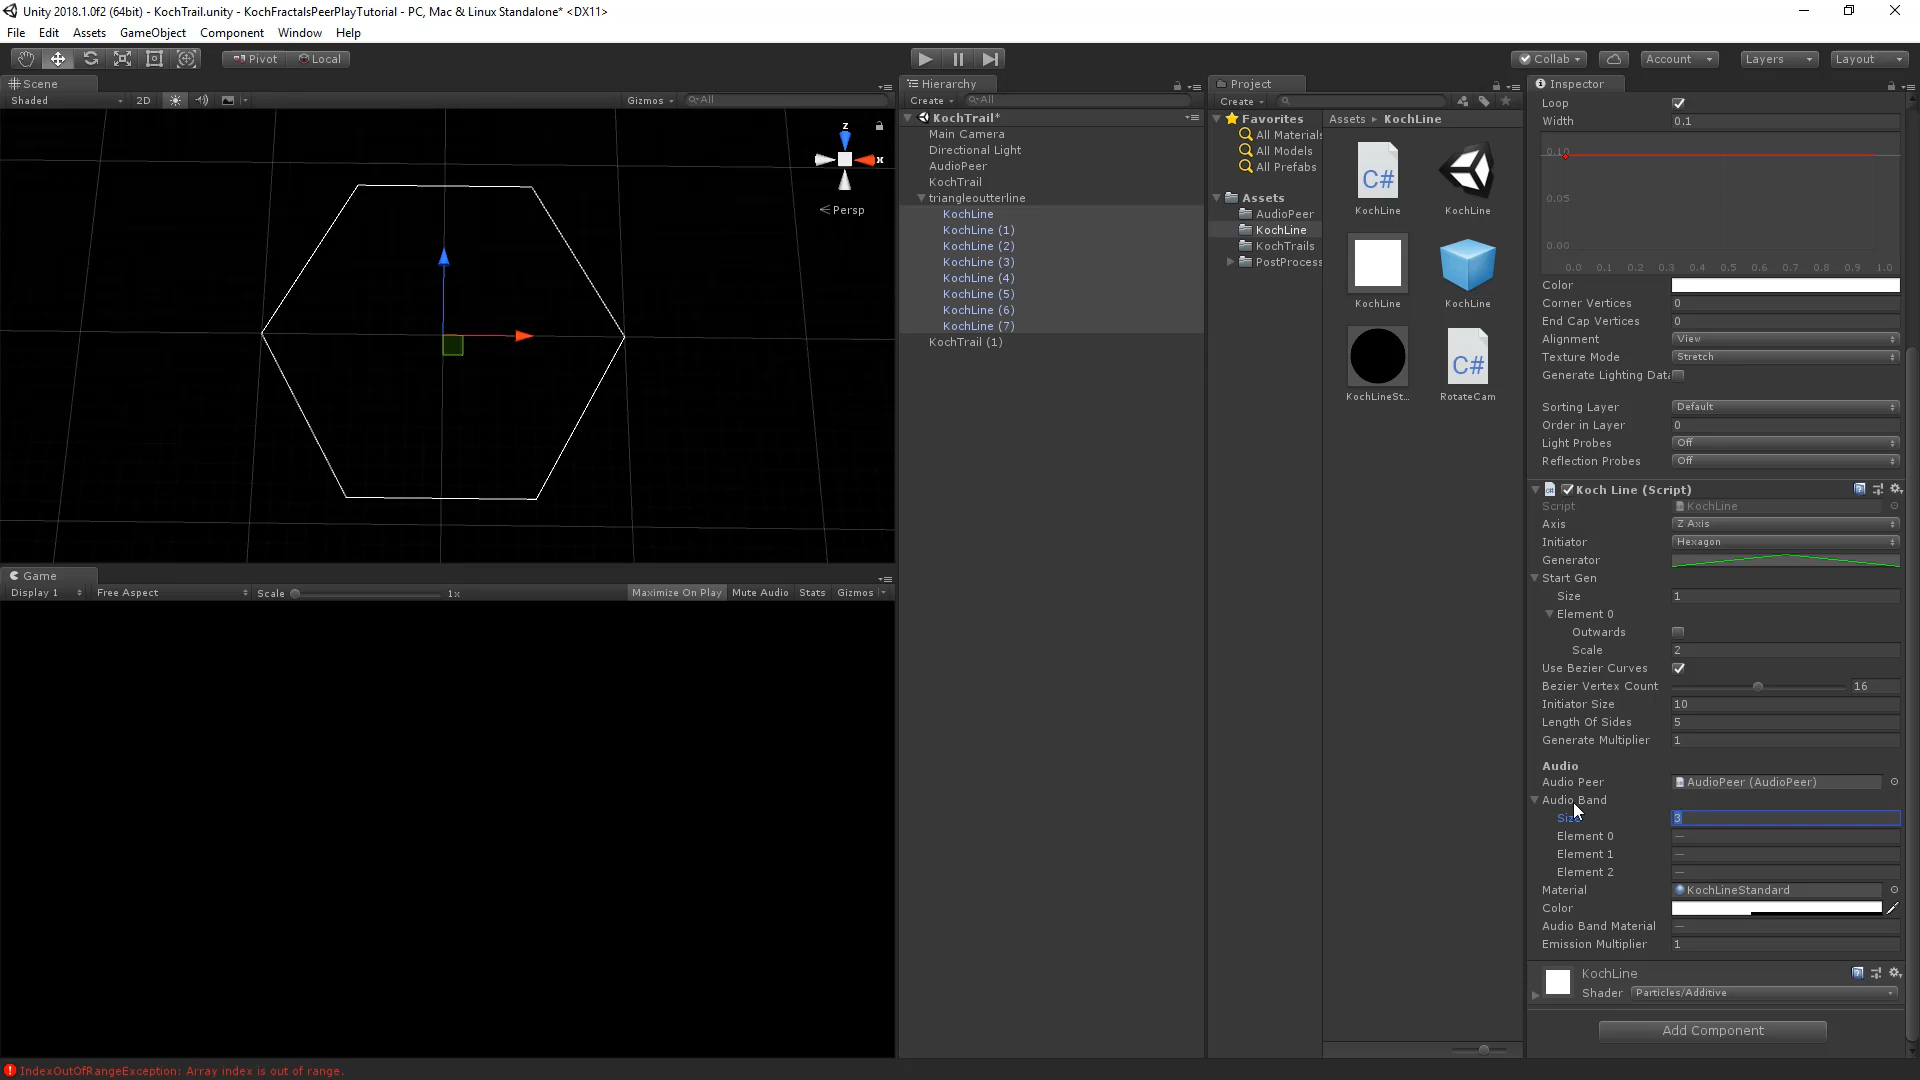 Unity 2018.1.0f2 (64bit) - KochTrail.unity - KochFractalsPeerPlayTutorial - PC, Mac & Linux Standalone* <DX11>
File Edit Assets GameObject Component Window Help
Pivot Local Collab Account Layers Layout
Scene
Shaded 2D Gizmos All
z
x
Persp
Game
Display 1 Free Aspect Scale 1x Maximize On Play Mute Audio Stats Gizmos
Hierarchy
Create All
KochTrail*
Main Camera
Directional Light
AudioPeer
KochTrail
triangleoutterline
KochLine
KochLine (1)
KochLine (2)
KochLine (3)
KochLine (4)
KochLine (5)
KochLine (6)
KochLine (7)
KochTrail (1)
Project
Create
Favorites
All Materials
All Models
All Prefabs
Assets
AudioPeer
KochLine
KochTrails
PostProcess
Assets KochLine
C#
KochLine KochLine
KochLine KochLine
C#
KochLineSt... RotateCam
Inspector
Loop
Width 0.1
0.10
0.05
0.00
0.0 0.1 0.2 0.3 0.4 0.5 0.6 0.7 0.8 0.9 1.0
Color
Corner Vertices 0
End Cap Vertices 0
Alignment View
Texture Mode Stretch
Generate Lighting Data
Sorting Layer Default
Order in Layer 0
Light Probes Off
Reflection Probes Off
C# Koch Line (Script)
Script KochLine
Axis Z Axis
Initiator Hexagon
Generator
Start Gen
Size 1
Element 0
Outwards
Scale 2
Use Bezier Curves
Bezier Vertex Count 16
Initiator Size 10
Length Of Sides 5
Generate Multiplier 1
Audio
Audio Peer AudioPeer (AudioPeer)
Audio Band
Size 3
Element 0 —
Element 1 —
Element 2 —
Material KochLineStandard
Color
Audio Band Material —
Emission Multiplier 1
KochLine
Shader Particles/Additive
Add Component
IndexOutOfRangeException: Array index is out of range.